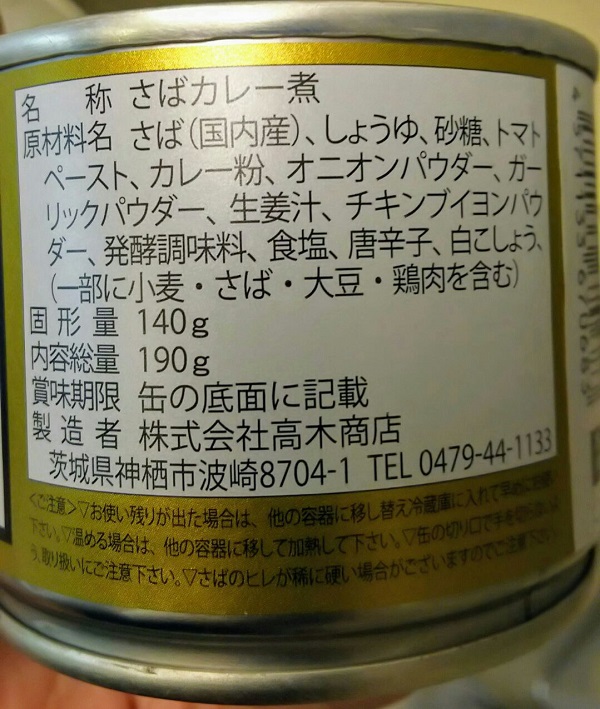 名 称 さばカレー煮
原材料名 さば(国内産)、しょうゆ、砂糖、トマト
ペースト、カレー粉、オニオンパウダー、ガー
リックパウダー、生姜汁、チキンブイヨンパウ
ダー、発酵調味料、食塩、唐辛子、白こしょう、
(一部に小麦・さば・大豆・鶏肉を含む)
固形量 140g
内容総量 190g
賞味期限 缶の底面に記載
製造者 株式会社高木商店
茨城県神栖市波崎8704-1 TEL 0479-44-1133
<ご注意>▽お使い残りが出た場合は、他の容器に移し替え冷蔵庫に入れて早めに
下さい。▽温める場合は、他の容器に移して加熱して下さい。▽缶の切り口で手を切らない
う、取り扱いにご注意下さい。▽さばのヒレが稀に硬い場合がございますのでご注意下